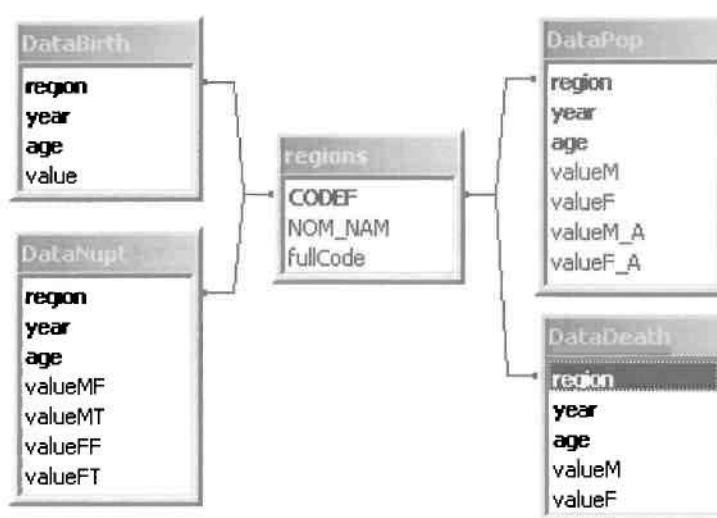 DataBirth
region
year
age
value
DataNupt
region
year
age
valueMF
valueMT
valueFF
valueFT
regions
CODEF
NOM_NAM
fullCode
DataPop
region
year
age
valueM
valueF
valueM_A
valueF_A
DataDeath
region
year
age
valueM
valueF